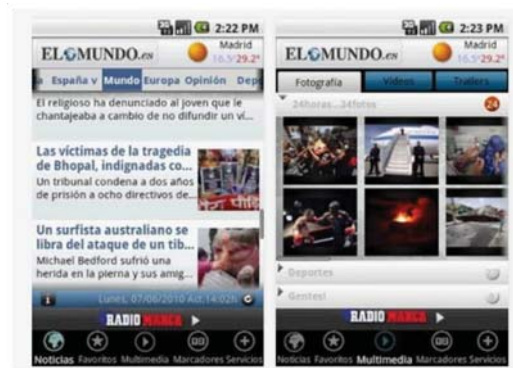 2:22 PM
ELMUNDO.es
Madrid
16.5°29.2°
a España v Mundo Europa Opinión Depo
El religioso ha denunciado al joven que le
chantajeaba a cambio de no difundir un ví...
Las víctimas de la tragedia
de Bhopal, indignadas co...
Un tribunal condena a dos años
de prisión a ocho directivos de...
Un surfista australiano se
libra del ataque de un tib...
Michael Bedford sufrió una
herida en la pierna y sus amig...
Lunes, 07/06/2010 Act.14:02h
RADIO MARCA
Noticias Favoritos Multimedia Marcadores Servicios
2:23 PM
ELMUNDO.es
Madrid
16.5°29.2°
Fotografía Vídeos Trailers
24horas...24fotos 24
Deportes
Gentes!
RADIO MARCA
Noticias Favoritos Multimedia Marcadores Servicios